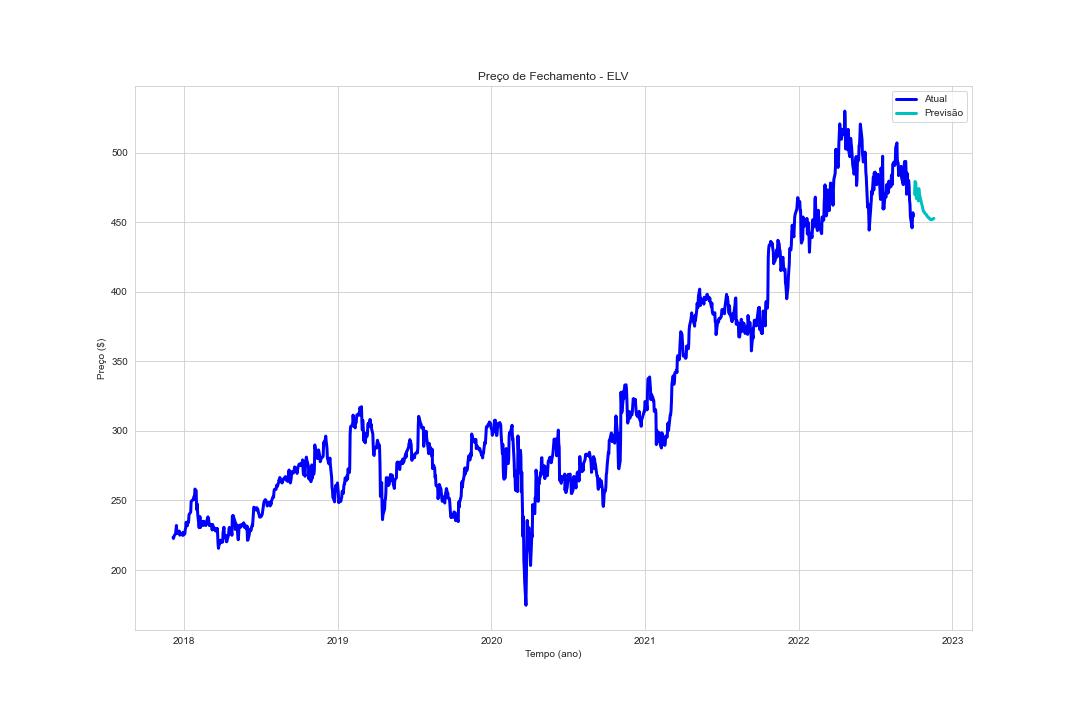 Preço de Fechamento - ELV
Atual
Previsão
Preço ($)
500
450
400
350
300
250
200
2018 2019 2020 2021 2022 2023
Tempo (ano)